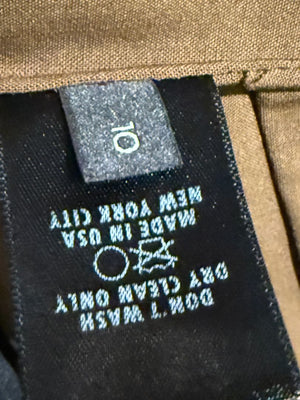 10
DON'T WASH
DRY CLEAN ONLY
MADE IN USA
NEW YORK CITY